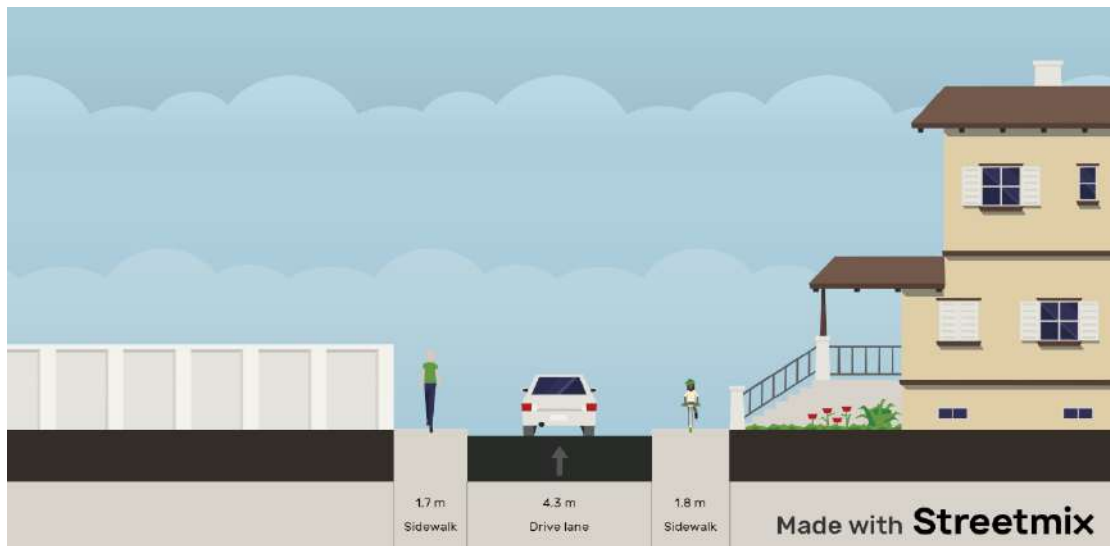 1.7 m
Sidewalk
4.3 m
Drive lane
1.8 m
Sidewalk
Made with Streetmix